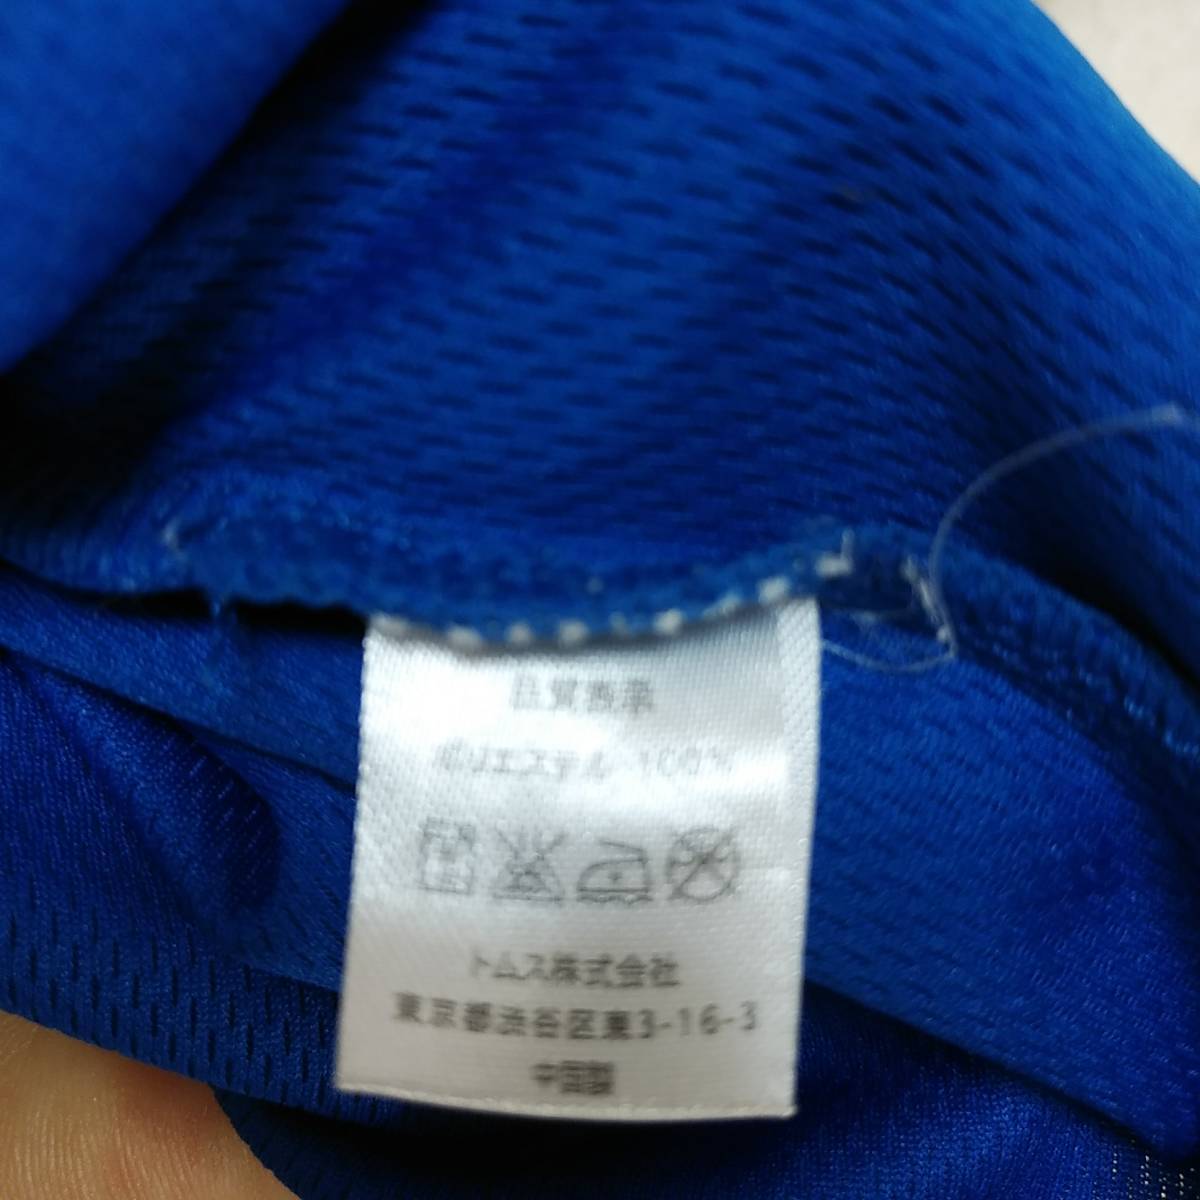 品質表示
ポリエステル 100%
トムス株式会社
東京都渋谷区東3-16-3
中国製